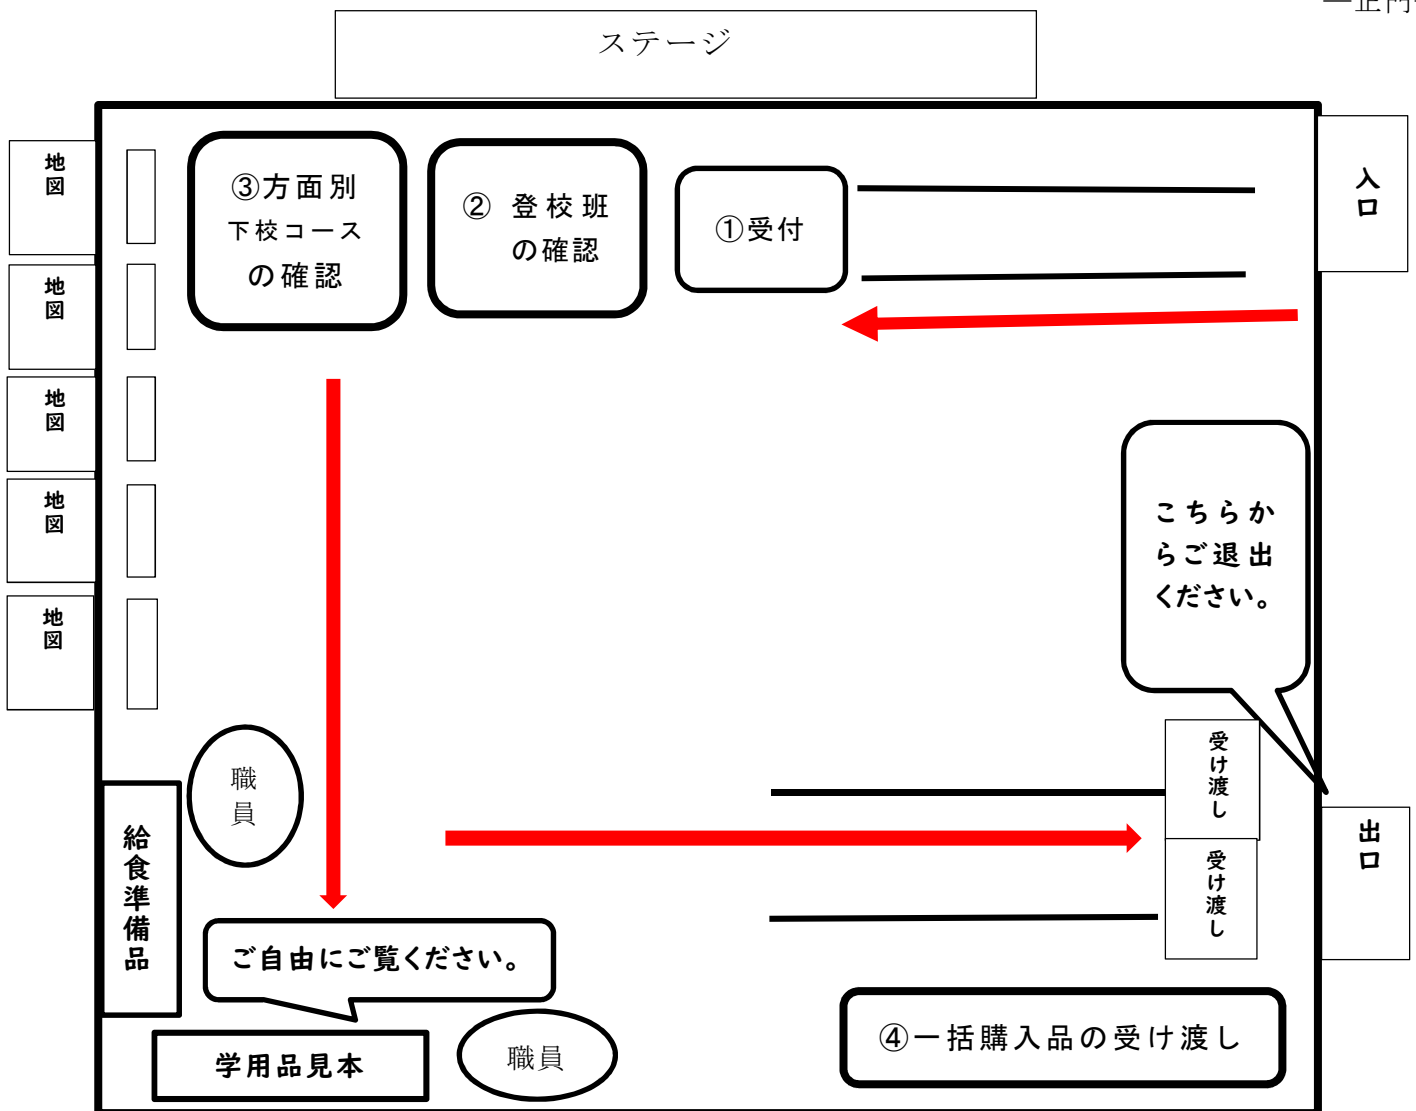 ー正門
ステージ
地
図
③方面別
下校コース
の確認
② 登校班
の確認
①受付
入
口
地
図
地
図
地
図
地
図
こちらか
らご退出
ください。
職
員
受け渡し
受け渡し
出
口
給食準備品
ご自由にご覧ください。
④一括購入品の受け渡し
学用品見本
職員